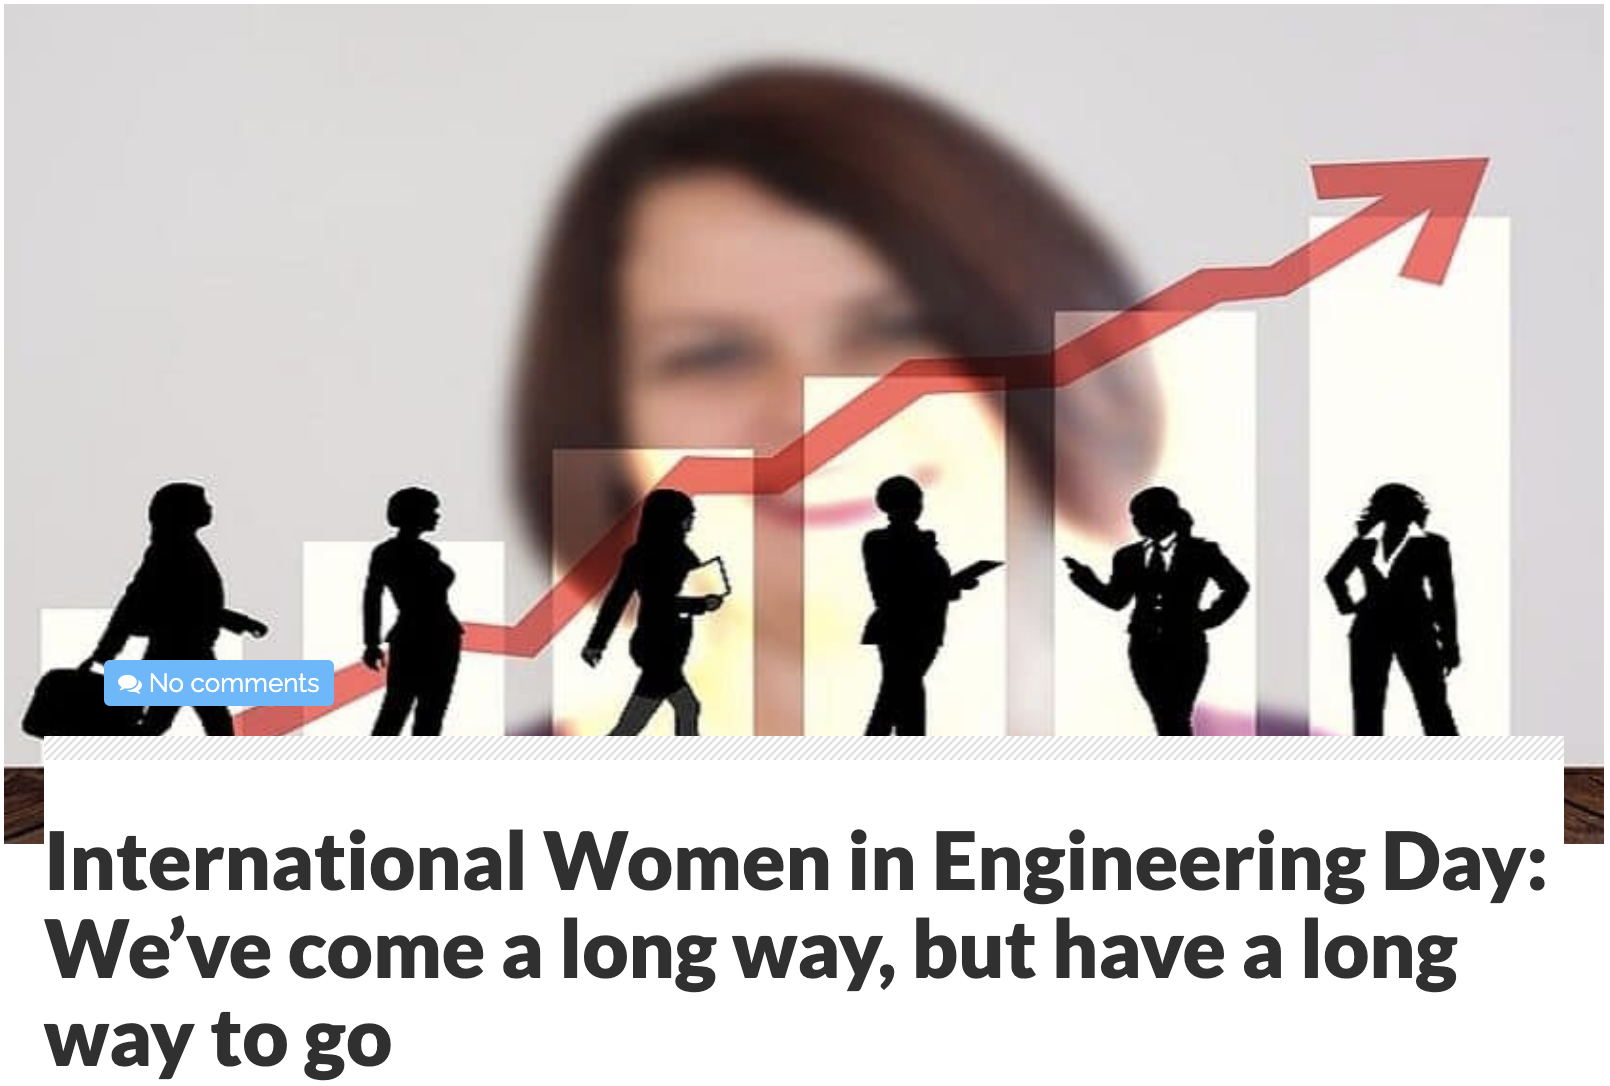 No comments
International Women in Engineering Day:
We’ve come a long way, but have a long
way to go